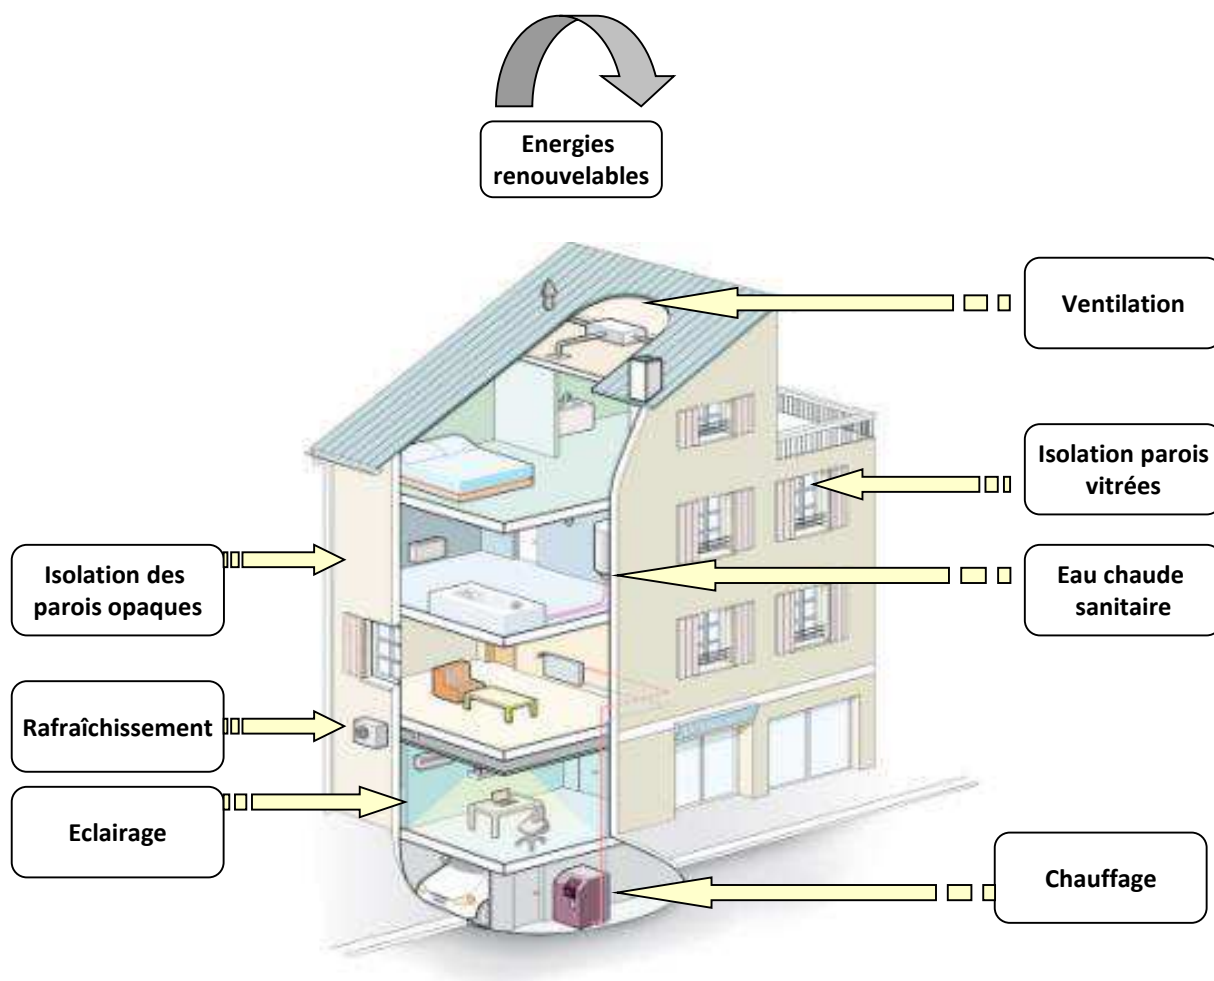 Energies
renouvelables
Ventilation
Isolation parois
vitrées
Isolation des
parois opaques
Eau chaude
sanitaire
Rafraîchissement
Eclairage
Chauffage